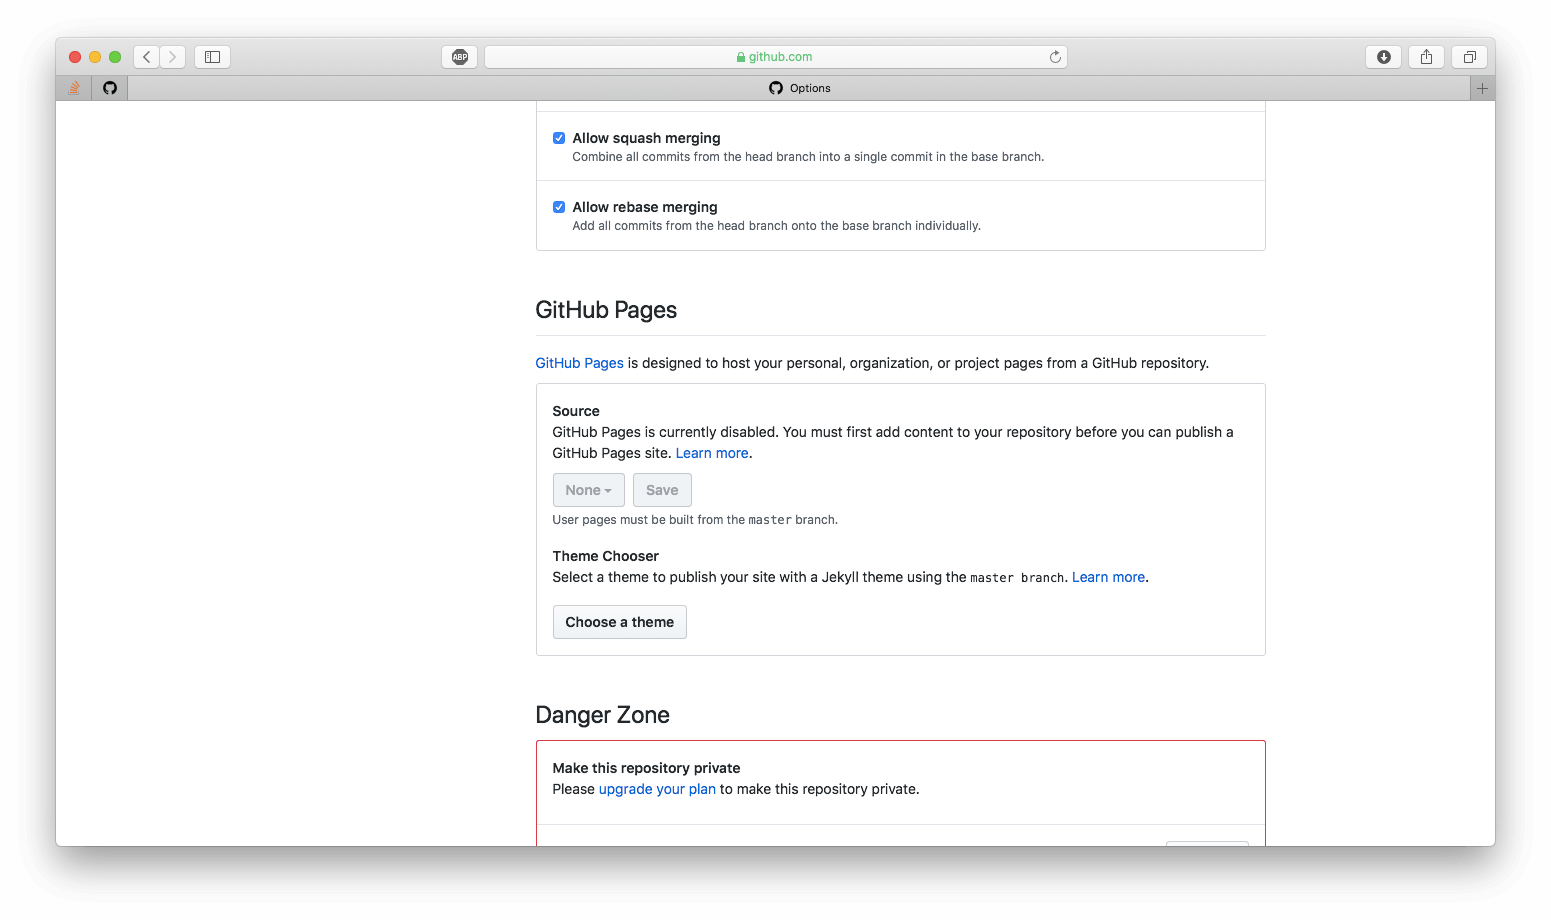 ABP
github.com
Options
Allow squash merging
Combine all commits from the head branch into a single commit in the base branch.
Allow rebase merging
Add all commits from the head branch onto the base branch individually.
GitHub Pages
GitHub Pages is designed to host your personal, organization, or project pages from a GitHub repository.
Source
GitHub Pages is currently disabled. You must first add content to your repository before you can publish a
GitHub Pages site. Learn more.
None
Save
User pages must be built from the master branch.
Theme Chooser
Select a theme to publish your site with a Jekyll theme using the master branch. Learn more.
Choose a theme
Danger Zone
Make this repository private
Please upgrade your plan to make this repository private.